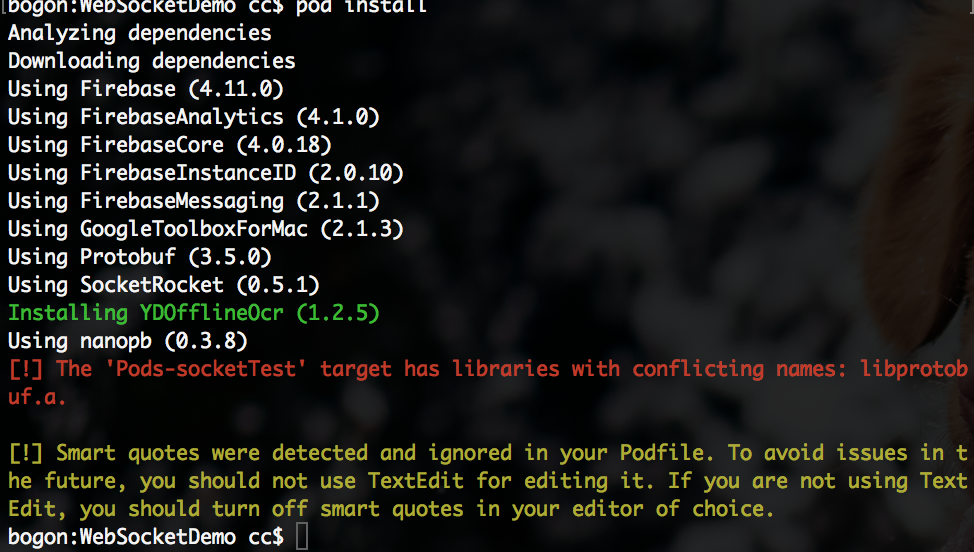 [bogon:WebSocketDemo cc$ pod install
Analyzing dependencies
Downloading dependencies
Using Firebase (4.11.0)
Using FirebaseAnalytics (4.1.0)
Using FirebaseCore (4.0.18)
Using FirebaseInstanceID (2.0.10)
Using FirebaseMessaging (2.1.1)
Using GoogleToolboxForMac (2.1.3)
Using Protobuf (3.5.0)
Using SocketRocket (0.5.1)
Installing YDOfflineOcr (1.2.5)
Using nanopb (0.3.8)
[!] The 'Pods-socketTest' target has libraries with conflicting names: libprotob
uf.a.
[!] Smart quotes were detected and ignored in your Podfile. To avoid issues in t
he future, you should not use TextEdit for editing it. If you are not using Text
Edit, you should turn off smart quotes in your editor of choice.
bogon:WebSocketDemo cc$